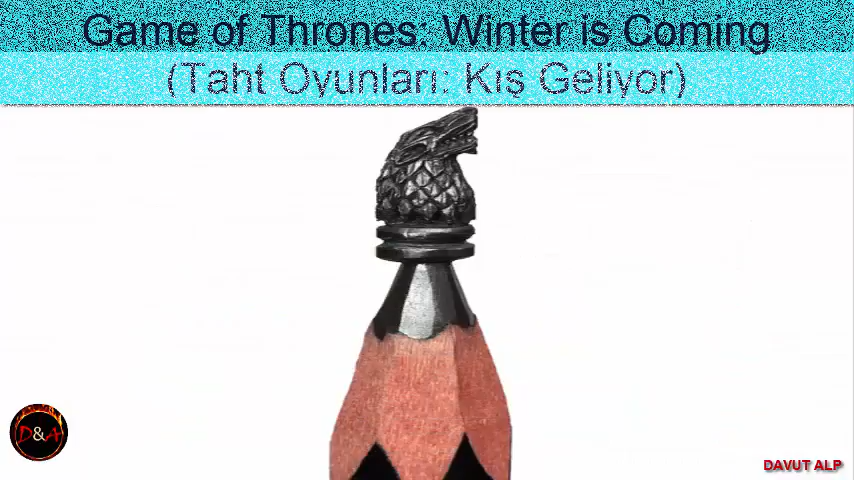 Game of Thrones: Winter is Coming
(Taht Oyunları: Kış Geliyor)
D&A
DAVUT ALP